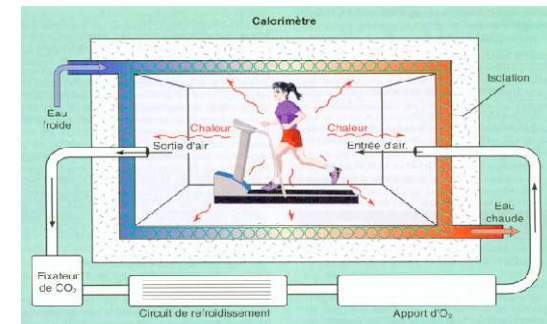 Calorimètre
Isolation
Eau
froide
Chaleur
Chaleur
Sortie d'air
Entrée d'air.
Eau
chaude
Fixateur
de CO₂
Circuit de refroidissement
Apport d'O₂